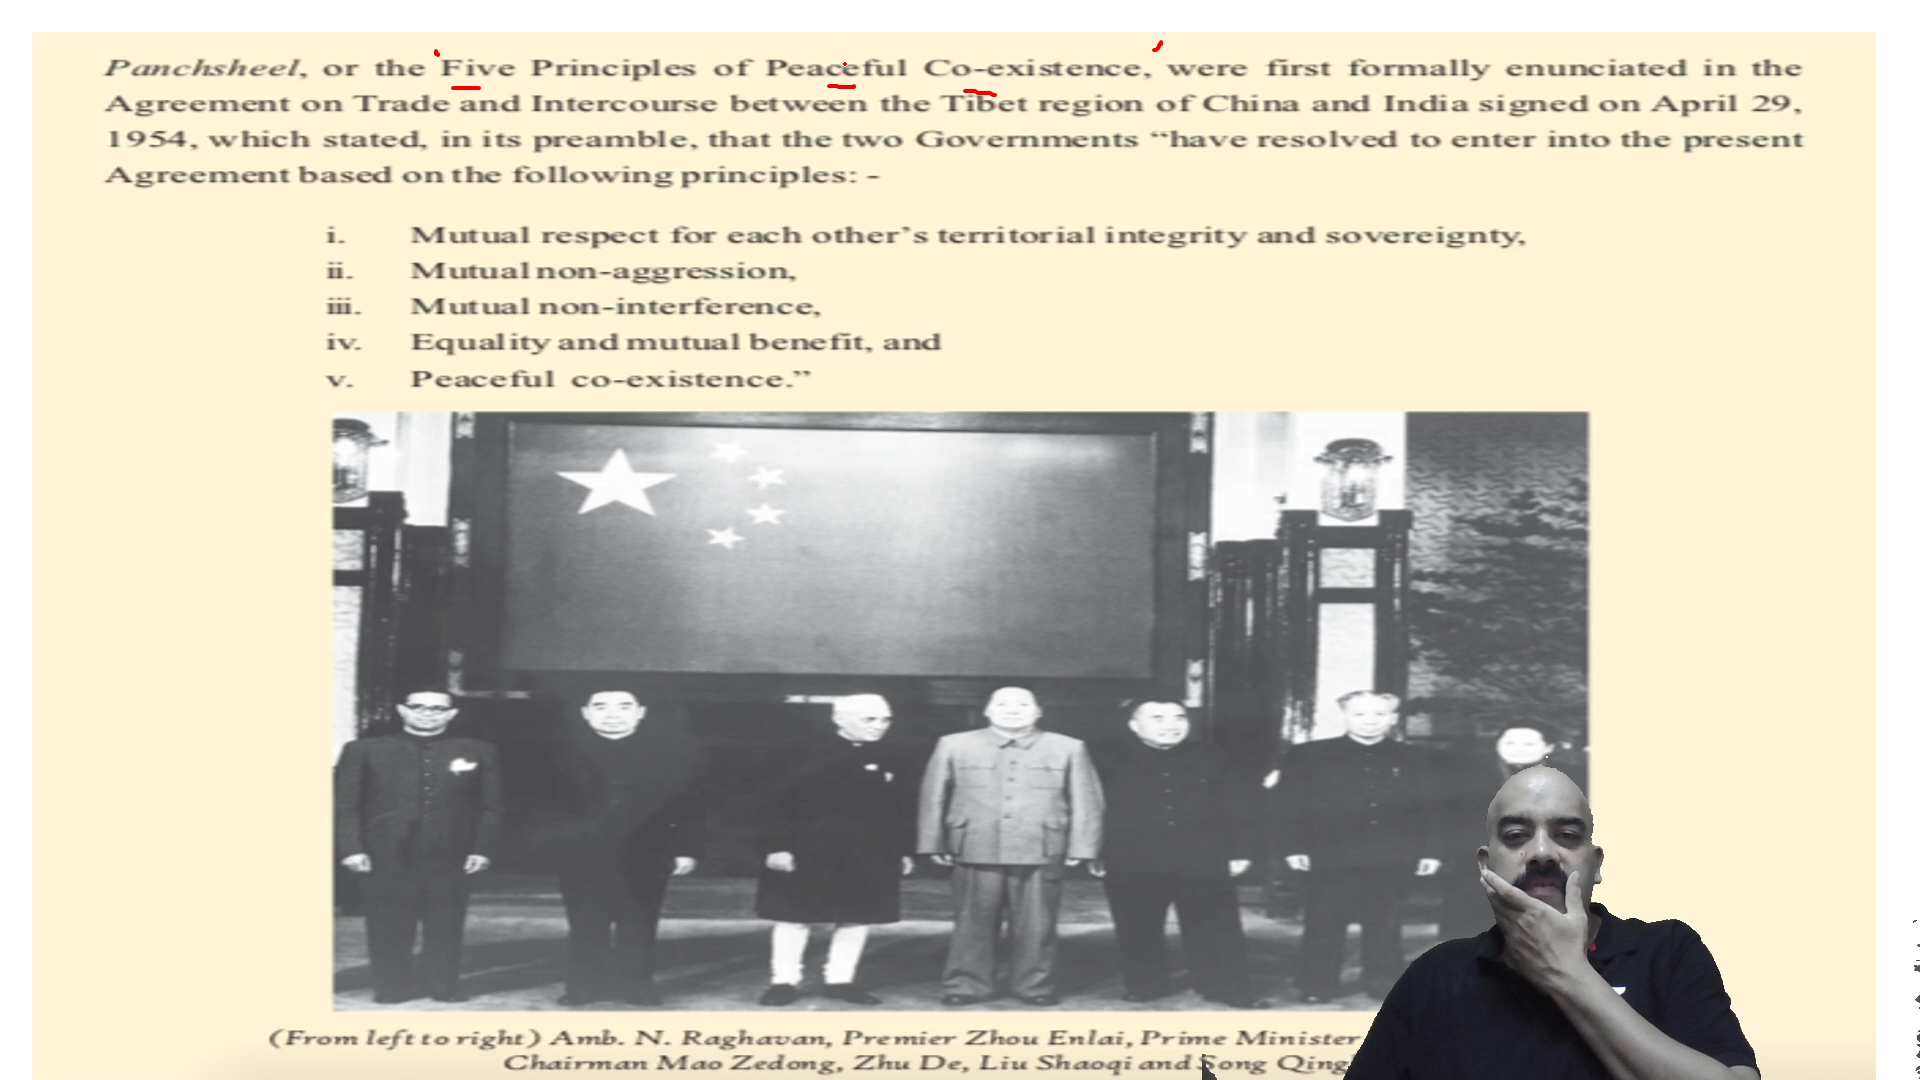 Panchsheel, or the Five Principles of Peaceful Co-existence, were first formally enunciated in the
Agreement on Trade and Intercourse between the Tibet region of China and India signed on April 29,
1954, which stated, in its preamble, that the two Governments “have resolved to enter into the present
Agreement based on the following principles: -
i. Mutual respect for each other’s territorial integrity and sovereignty,
ii. Mutual non-aggression,
iii. Mutual non-interference,
iv. Equality and mutual benefit, and
v. Peaceful co-existence.”
(From left to right) Amb. N. Raghavan, Premier Zhou Enlai, Prime Minister
Chairman Mao Zedong, Zhu De, Liu Shaoqi and Song